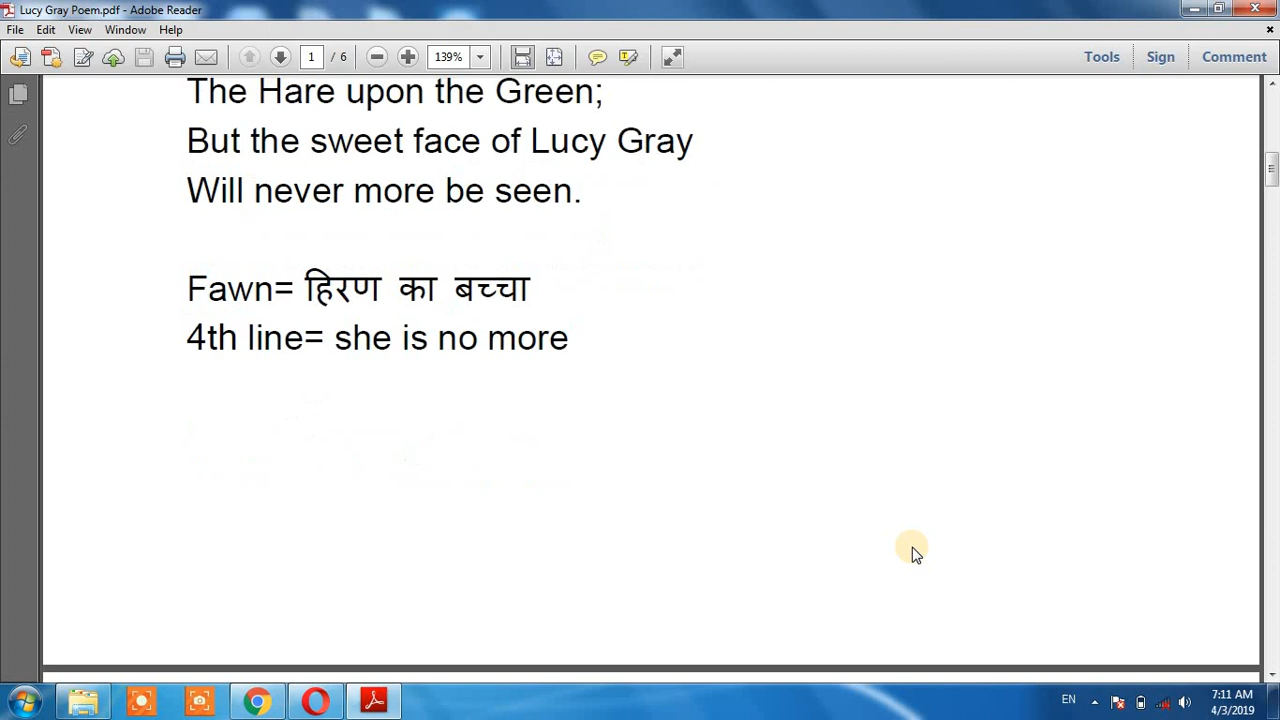 Lucy Gray Poem.pdf - Adobe Reader
File Edit View Window Help
1 / 6 139% Tools Sign Comment
The Hare upon the Green;
But the sweet face of Lucy Gray
Will never more be seen.
Fawn= हिरण का बच्चा
4th line= she is no more
EN 7:11 AM
4/3/2019